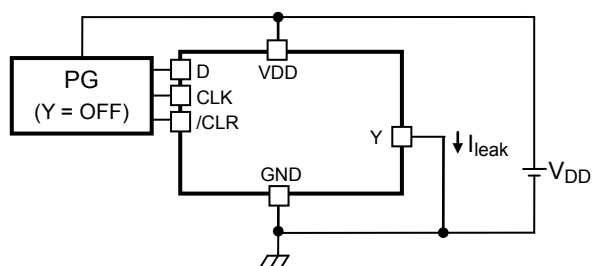 PG
(Y = OFF)
D
CLK
/CLR
VDD
Y
GND
Ileak
VDD